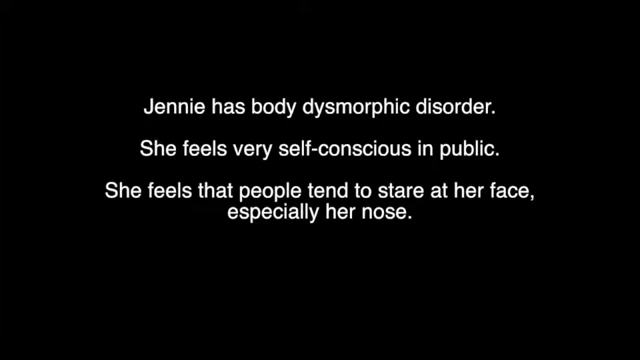 Jennie has body dysmorphic disorder.
She feels very self-conscious in public.
She feels that people tend to stare at her face,
especially her nose.